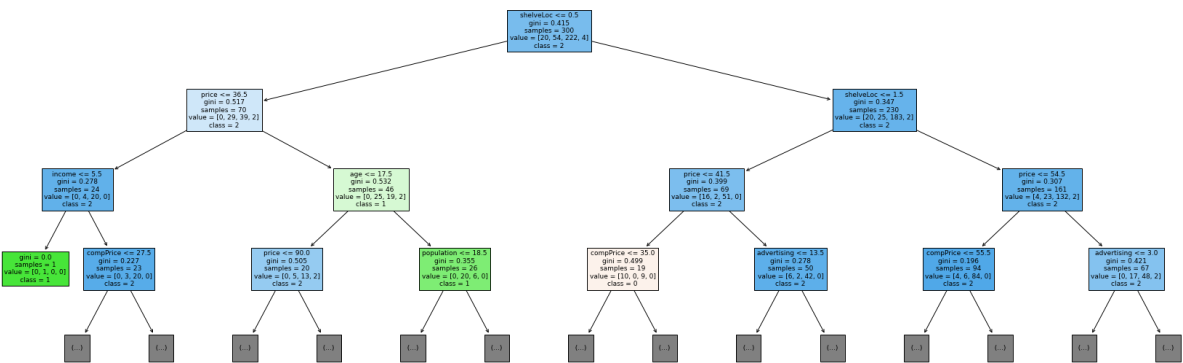 shelveLoc <= 0.5
gini = 0.415
samples = 300
value = [20, 54, 222, 4]
class = 2
price <= 36.5
gini = 0.517
samples = 70
value = [0, 29, 39, 2]
class = 2
shelveLoc <= 1.5
gini = 0.347
samples = 230
value = [20, 25, 183, 2]
class = 2
income <= 5.5
gini = 0.278
samples = 24
value = [0, 4, 20, 0]
class = 2
age <= 17.5
gini = 0.532
samples = 46
value = [0, 25, 19, 2]
class = 1
price <= 41.5
gini = 0.399
samples = 69
value = [16, 2, 51, 0]
class = 2
price <= 54.5
gini = 0.307
samples = 161
value = [4, 23, 132, 2]
class = 2
gini = 0.0
samples = 1
value = [0, 1, 0, 0]
class = 1
compPrice <= 27.5
gini = 0.227
samples = 23
value = [0, 3, 20, 0]
class = 2
price <= 90.0
gini = 0.505
samples = 20
value = [0, 5, 13, 2]
class = 2
population <= 18.5
gini = 0.355
samples = 26
value = [0, 20, 6, 0]
class = 1
compPrice <= 35.0
gini = 0.499
samples = 19
value = [10, 0, 9, 0]
class = 0
advertising <= 13.5
gini = 0.278
samples = 50
value = [6, 2, 42, 0]
class = 2
compPrice <= 55.5
gini = 0.196
samples = 94
value = [4, 6, 84, 0]
class = 2
advertising <= 3.0
gini = 0.421
samples = 67
value = [0, 17, 48, 2]
class = 2
(...)
(...)
(...)
(...)
(...)
(...)
(...)
(...)
(...)
(...)
(...)
(...)
(...)
(...)